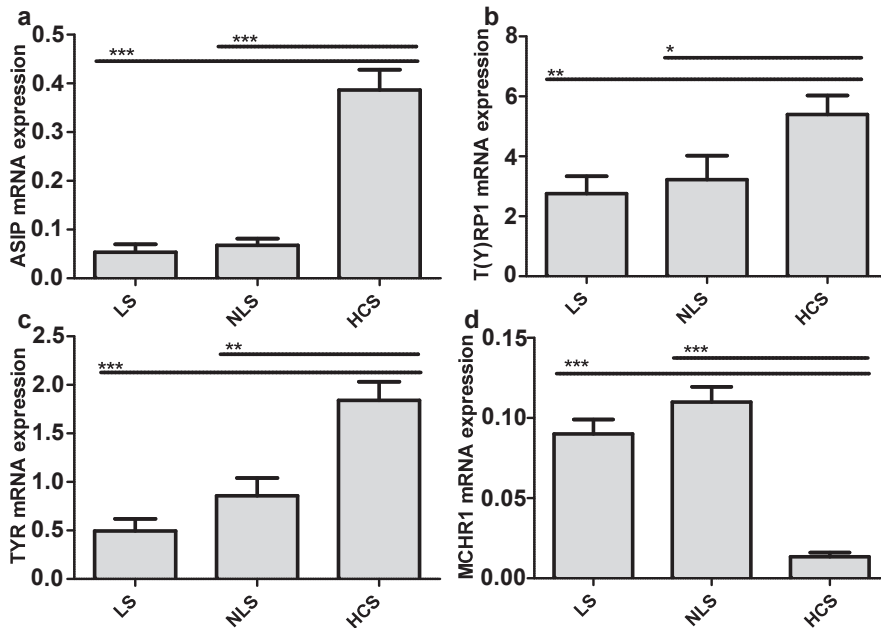 a
ASIP mRNA expression
0.5
0.4
0.3
0.2
0.1
0.0
***
***
LS
NLS
HCS
b
T(Y)RP1 mRNA expression
8
6
4
2
0
*
**
LS
NLS
HCS
c
TYR mRNA expression
2.5
2.0
1.5
1.0
0.5
0.0
**
***
LS
NLS
HCS
d
MCHR1 mRNA expression
0.15
0.10
0.05
0.00
***
***
LS
NLS
HCS